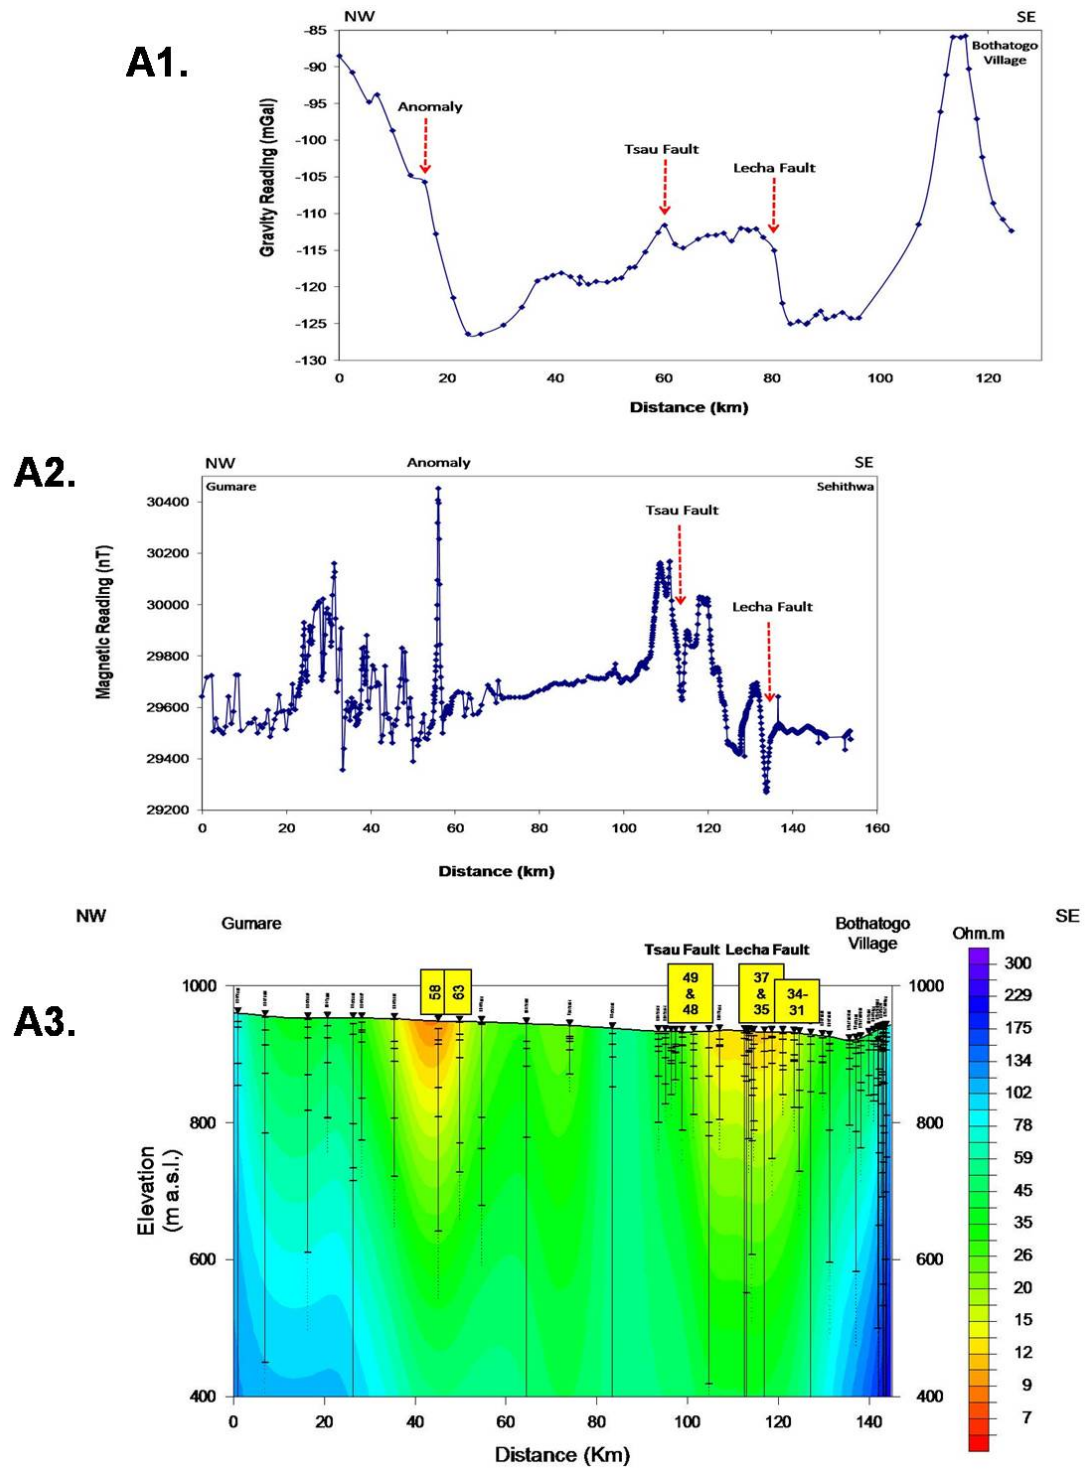 A1.
NW
SE
Gravity Reading (mGal)
-85
-90
-95
-100
-105
-110
-115
-120
-125
-130
Anomaly
Tsau Fault
Lecha Fault
Bothatogo
Village
0 20 40 60 80 100 120
Distance (km)
A2.
NW
Anomaly
SE
Gumare
Sehithwa
Magnetic Reading (nT)
30400
30200
30000
29800
29600
29400
29200
Tsau Fault
Lecha Fault
0 20 40 60 80 100 120 140 160
Distance (km)
A3.
NW
SE
Gumare
Bothatogo
Village
Tsau Fault Lecha Fault
58
63
49
&
48
37
&
35
34-
31
Elevation
(m a.s.l.)
1000
800
600
400
1000
800
600
400
0 20 40 60 80 100 120 140
Distance (Km)
Ohm.m
300
229
175
134
102
78
59
45
35
26
20
15
12
9
7